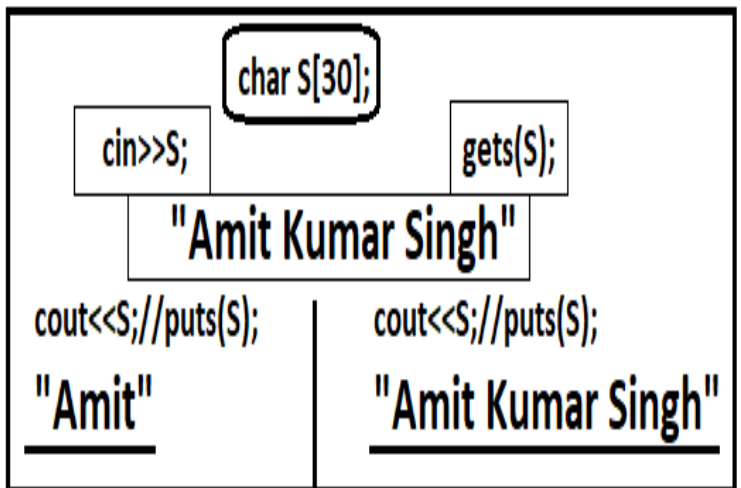 char S[30];
cin>>S; gets(S);
"Amit Kumar Singh"
cout<<S;//puts(S); cout<<S;//puts(S);
"Amit" "Amit Kumar Singh"